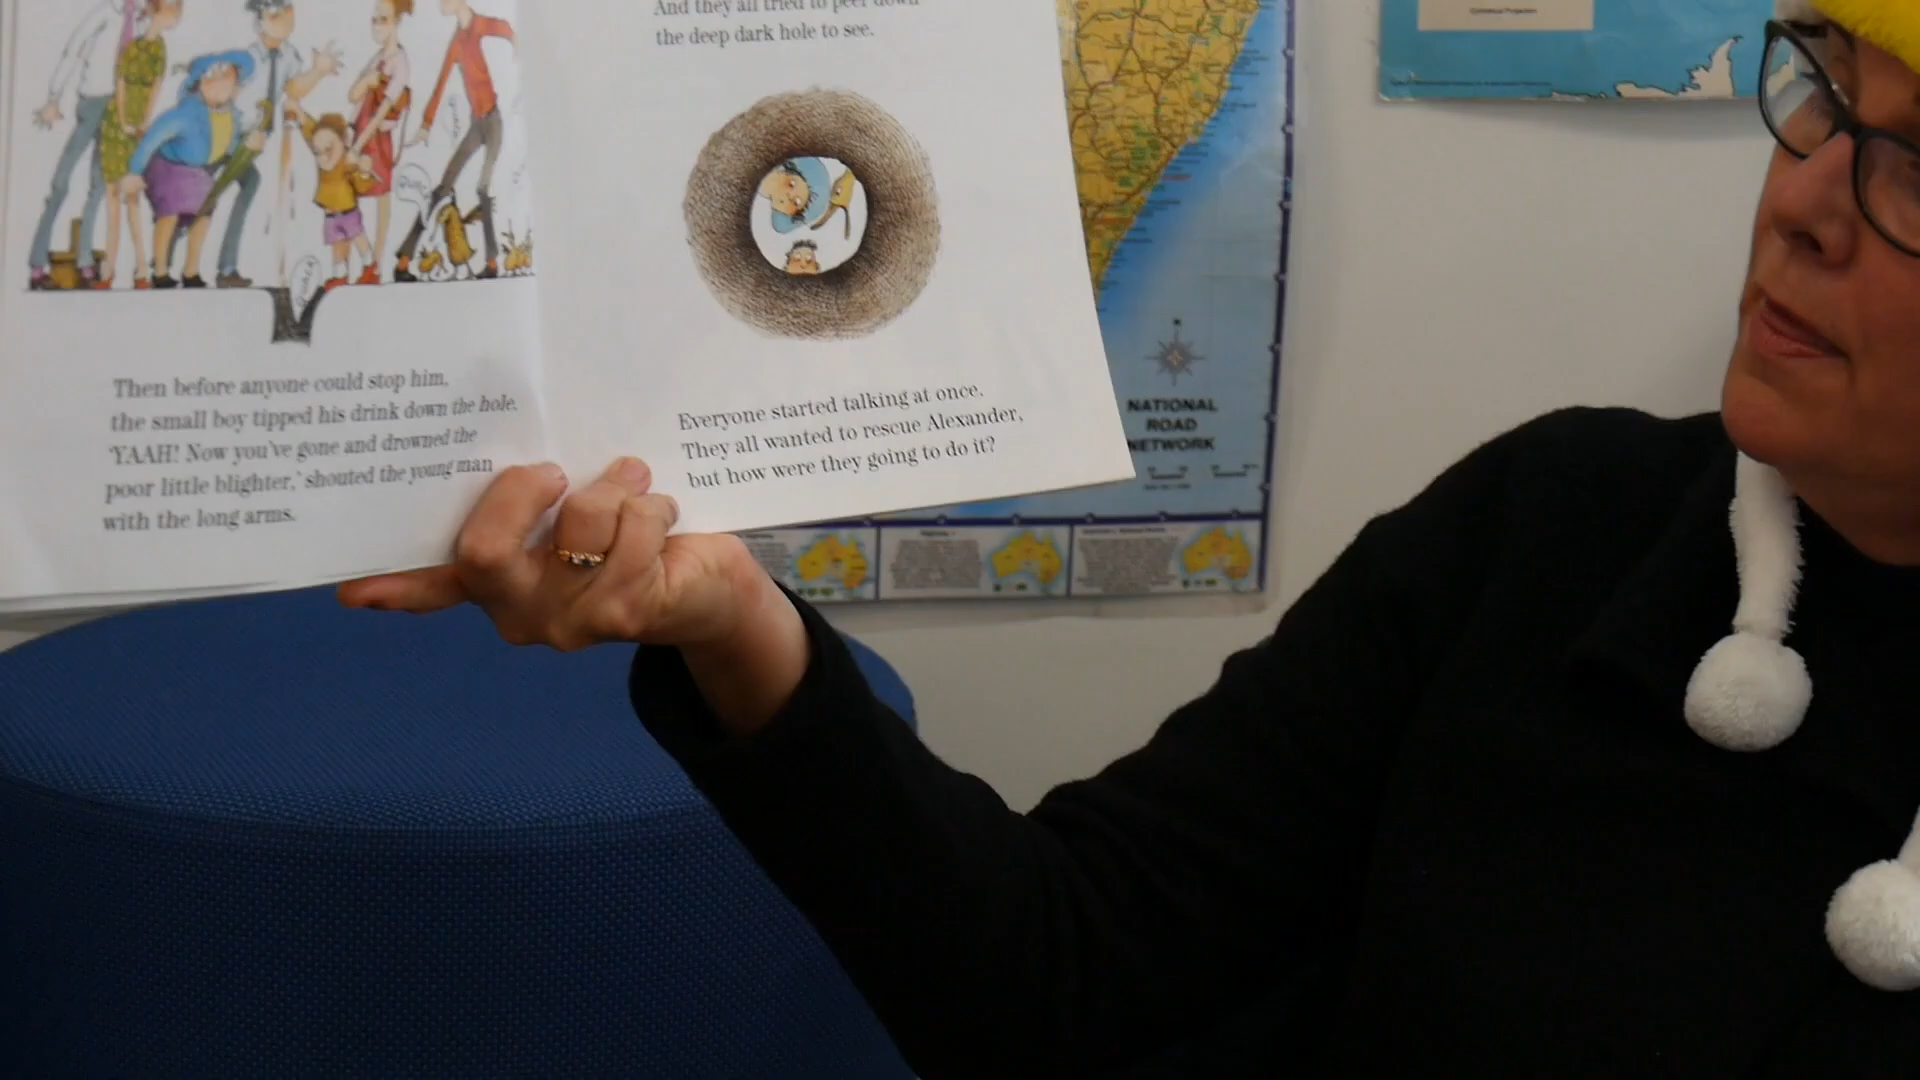 Then before anyone could stop him,
the small boy tipped his drink down the hole.
'YAAH! Now you've gone and drowned the
poor little blighter,' shouted the young man
with the long arms.
And they all tried to peer down
the deep dark hole to see.
Everyone started talking at once.
They all wanted to rescue Alexander,
but how were they going to do it?
QUACK
NATIONAL
ROAD
NETWORK